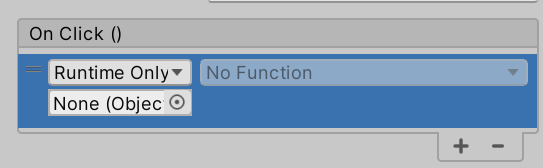 On Click ()
Runtime Only No Function
None (Objec